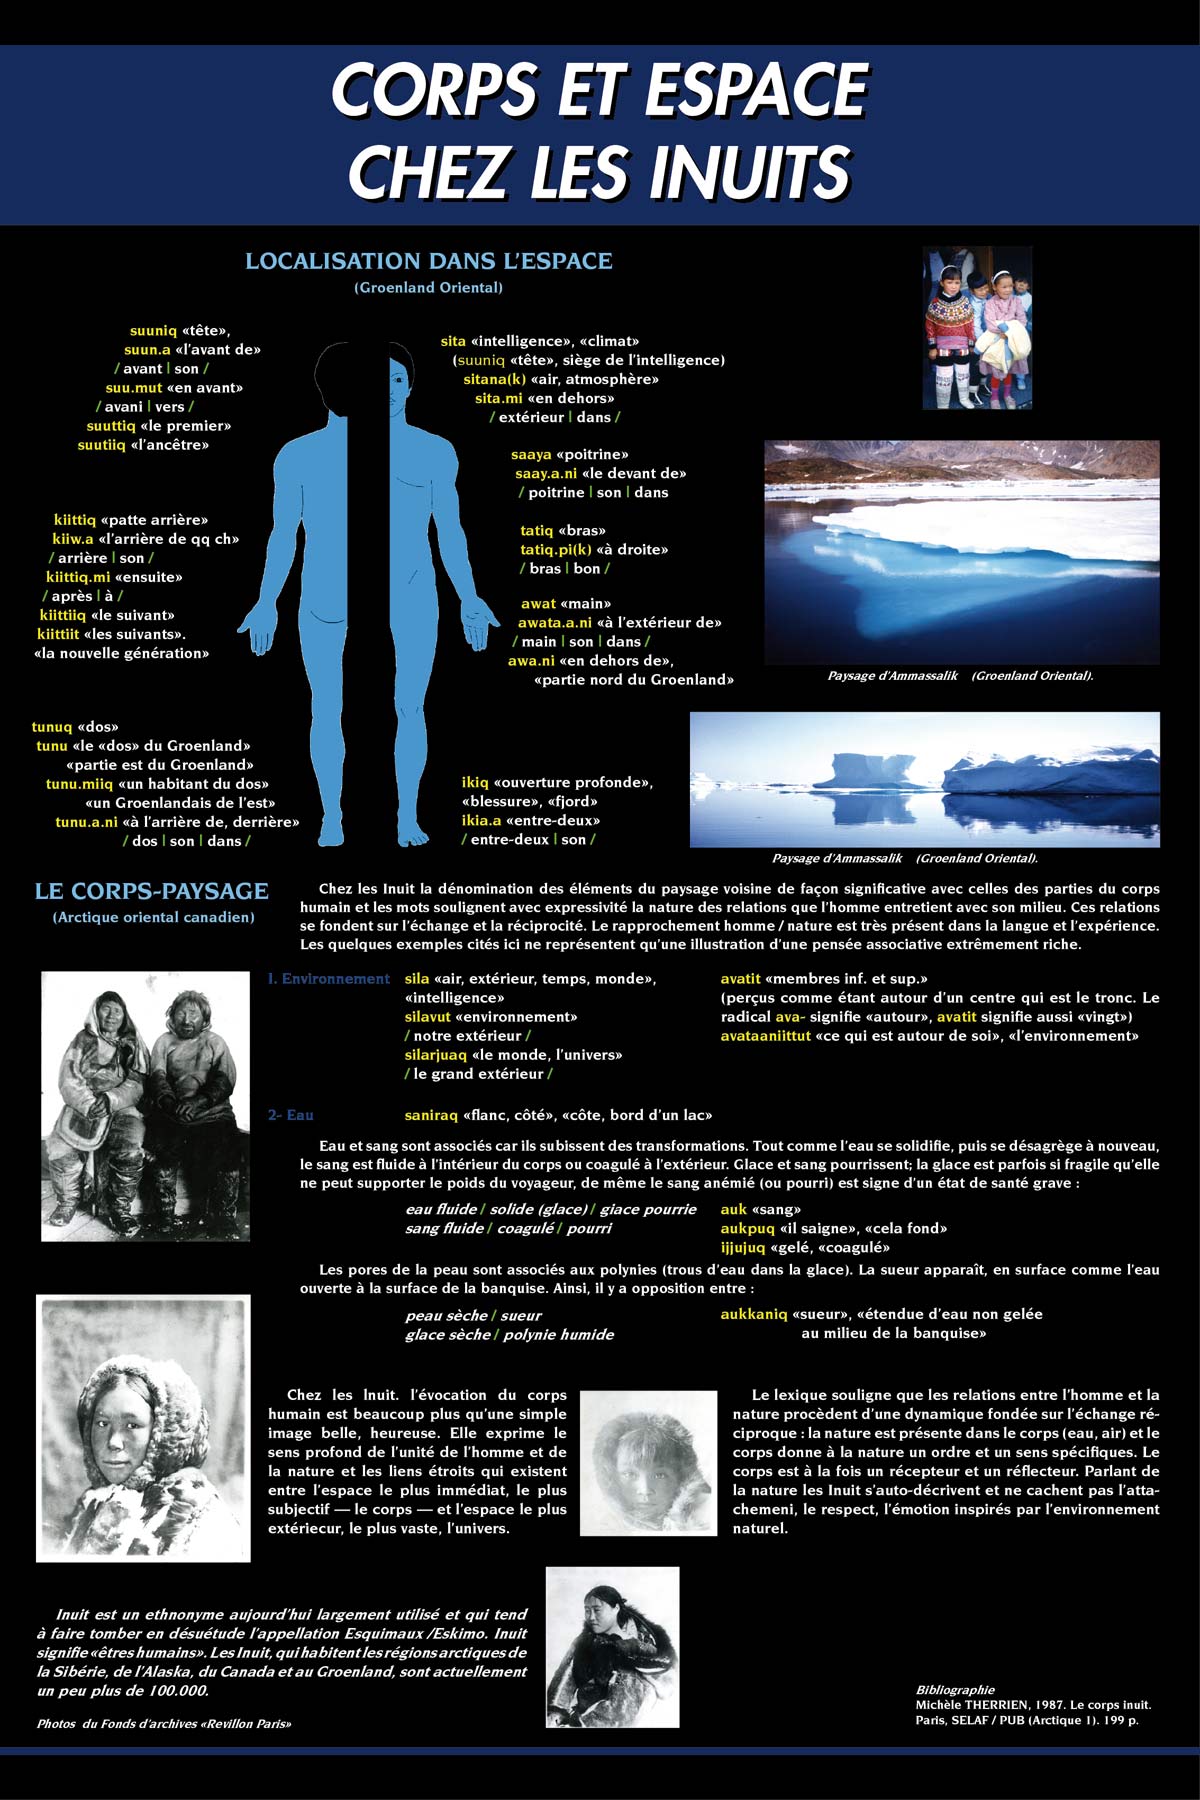 CORPS ET ESPACE
CHEZ LES INUITS
LOCALISATION DANS L'ESPACE
(Groenland Oriental)
suuniq «tête»,
suun.a «l'avant de»
/ avant | son /
suu.mut «en avant»
/ avani | vers /
suuttiq «le premier»
suutiiq «l'ancêtre»
kiittiq «patte arrière»
kiiw.a «l'arrière de qq ch»
/ arrière | son /
kiittiq.mi «ensuite»
/ après | à /
kiittiiq «le suivant»
kiittiit «les suivants».
«la nouvelle génération»
tunuq «dos»
tunu «le «dos» du Groenland»
«partie est du Groenland»
tunu.miiq «un habitant du dos»
«un Groenlandais de l'est»
tunu.a.ni «à l'arrière de, derrière»
/ dos | son | dans /
sita «intelligence», «climat»
(suuniq «tête», siège de l'intelligence)
sitana(k) «air, atmosphère»
sita.mi «en dehors»
/ extérieur | dans /
saaya «poitrine»
saay.a.ni «le devant de»
/ poitrine | son | dans
tatiq «bras»
tatiq.pi(k) «à droite»
/ bras | bon /
awat «main»
awata.a.ni «à l'extérieur de»
/ main | son | dans /
awa.ni «en dehors de»,
«partie nord du Groenland»
ikiq «ouverture profonde»,
«blessure», «fjord»
ikia.a «entre-deux»
/ entre-deux | son /
Paysage d'Ammassalik (Groenland Oriental).
Paysage d'Ammassalik (Groenland Oriental).
LE CORPS-PAYSAGE
(Arctique oriental canadien)
Chez les Inuit la dénomination des éléments du paysage voisine de façon significative avec celles des parties du corps
humain et les mots soulignent avec expressivité la nature des relations que l'homme entretient avec son milieu. Ces relations
se fondent sur l'échange et la réciprocité. Le rapprochement homme / nature est très présent dans la langue et l'expérience.
Les quelques exemples cités ici ne représentent qu'une illustration d'une pensée associative extrêmement riche.
1. Environnement
sila «air, extérieur, temps, monde»,
«intelligence»
silavut «environnement»
/ notre extérieur /
silarjuaq «le monde, l'univers»
/ le grand extérieur /
avatit «membres inf. et sup.»
(perçus comme étant autour d'un centre qui est le tronc. Le
radical ava- signifie «autour», avatit signifie aussi «vingt»)
avataaniittut «ce qui est autour de soi», «l'environnement»
2- Eau
saniraq «flanc, côté», «côte, bord d'un lac»
Eau et sang sont associés car ils subissent des transformations. Tout comme l'eau se solidifie, puis se désagrège à nouveau,
le sang est fluide à l'intérieur du corps ou coagulé à l'extérieur. Glace et sang pourrissent; la glace est parfois si fragile qu'elle
ne peut supporter le poids du voyageur, de même le sang anémié (ou pourri) est signe d'un état de santé grave :
eau fluide / solide (glace) / giace pourrie
sang fluide / coagulé / pourri
auk «sang»
aukpuq «il saigne», «cela fond»
ijjujuq «gelé, «coagulé»
Les pores de la peau sont associés aux polynies (trous d'eau dans la glace). La sueur apparaît, en surface comme l'eau
ouverte à la surface de la banquise. Ainsi, il y a opposition entre :
peau sèche / sueur
glace sèche / polynie humide
aukkaniq «sueur», «étendue d'eau non gelée
au milieu de la banquise»
Chez les Inuit. l'évocation du corps
humain est beaucoup plus qu'une simple
image belle, heureuse. Elle exprime le
sens profond de l'unité de l'homme et de
la nature et les liens étroits qui existent
entre l'espace le plus immédiat, le plus
subjectif — le corps — et l'espace le plus
extériecur, le plus vaste, l'univers.
Le lexique souligne que les relations entre l'homme et la
nature procèdent d'une dynamique fondée sur l'échange ré-
ciproque : la nature est présente dans le corps (eau, air) et le
corps donne à la nature un ordre et un sens spécifiques. Le
corps est à la fois un récepteur et un réflecteur. Parlant de
la nature les Inuit s'auto-décrivent et ne cachent pas l'atta-
chemeni, le respect, l'émotion inspirés par l'environnement
naturel.
Inuit est un ethnonyme aujourd'hui largement utilisé et qui tend
à faire tomber en désuétude l'appellation Esquimaux /Eskimo. Inuit
signifie «êtres humains». Les Inuit, qui habitent les régions arctiques de
la Sibérie, de l'Alaska, du Canada et au Groenland, sont actuellement
un peu plus de 100.000.
Photos du Fonds d'archives «Revillon Paris»
Bibliographie
Michèle THERRIEN, 1987. Le corps inuit.
Paris, SELAF / PUB (Arctique 1). 199 p.